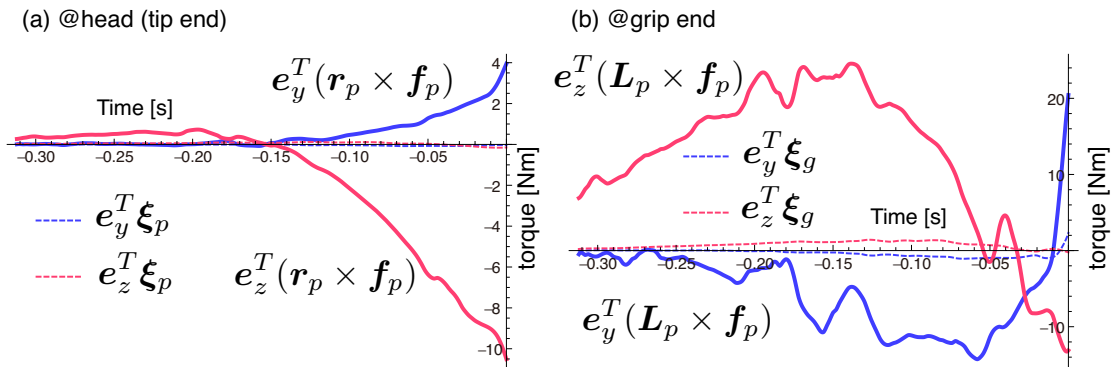 (a) @head (tip end)
e_y^T(r_p × f_p)
Time [s]
4
2
−0.30 −0.25 −0.20 −0.15 −0.10 −0.05
−2
−4
−6
−8
−10
torque [Nm]
e_y^T ξ_p
e_z^T ξ_p
e_z^T(r_p × f_p)
(b) @grip end
e_z^T(L_p × f_p)
20
10
e_y^T ξ_g
e_z^T ξ_g
Time [s]
−0.30 −0.25 −0.20 −0.15 −0.10 −0.05
−10
torque [Nm]
e_y^T(L_p × f_p)